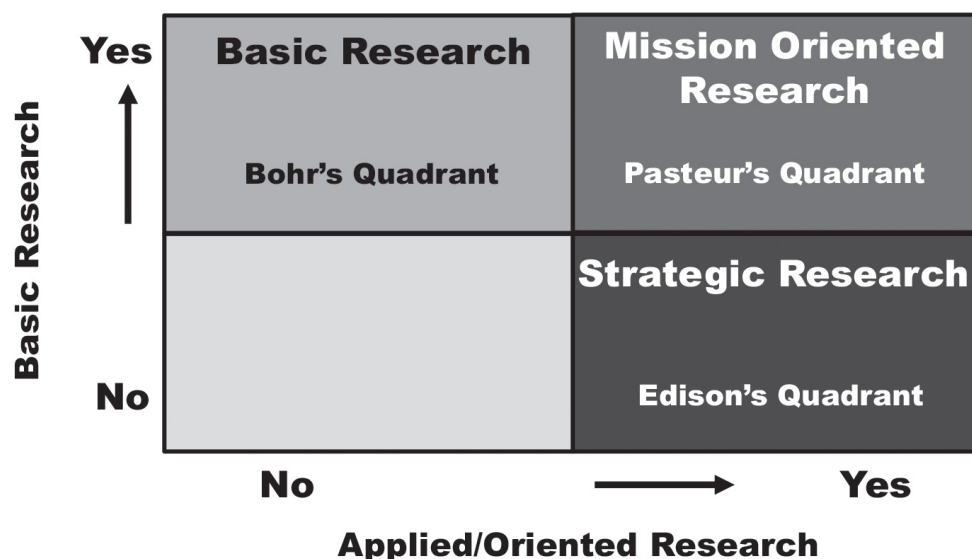 Yes
Basic Research
Mission Oriented
Research
Bohr’s Quadrant
Pasteur’s Quadrant
Basic Research
Strategic Research
No
Edison’s Quadrant
No
Yes
Applied/Oriented Research